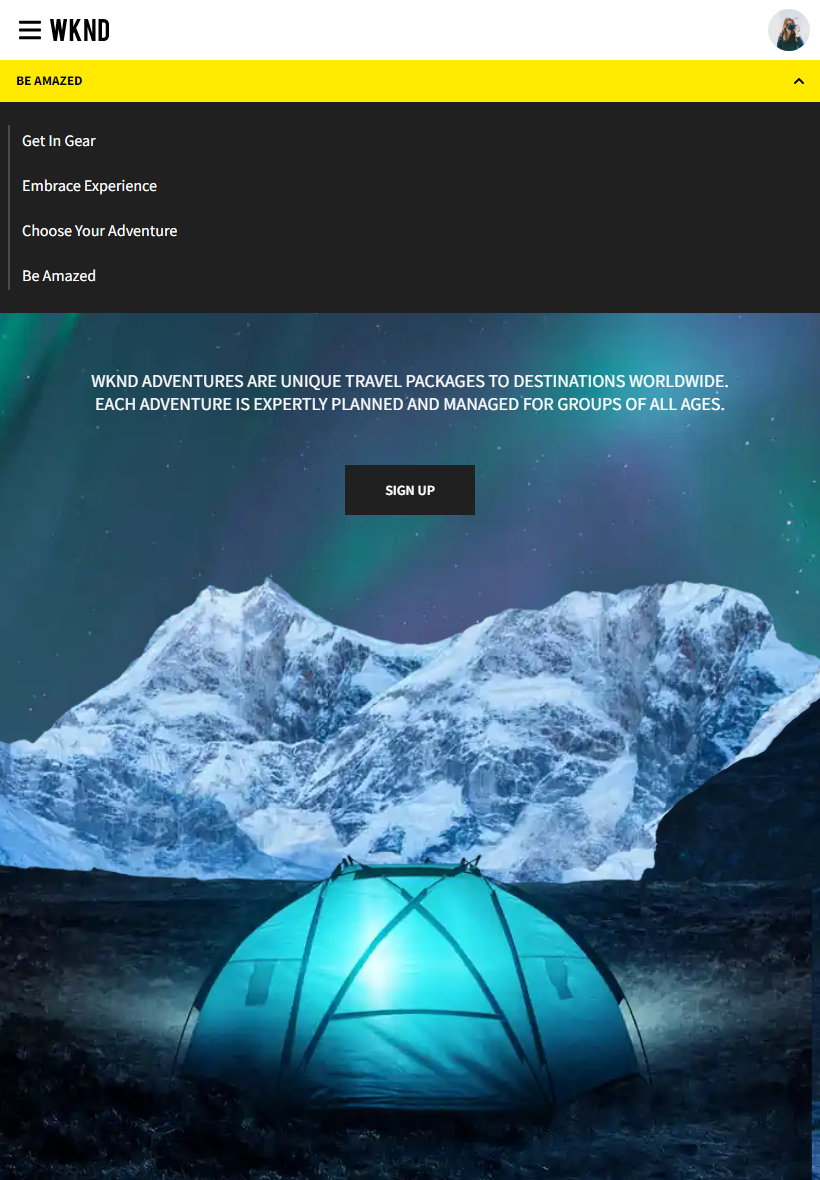 WKND
BE AMAZED
Get In Gear
Embrace Experience
Choose Your Adventure
Be Amazed
WKND ADVENTURES ARE UNIQUE TRAVEL PACKAGES TO DESTINATIONS WORLDWIDE.
EACH ADVENTURE IS EXPERTLY PLANNED AND MANAGED FOR GROUPS OF ALL AGES.
SIGN UP